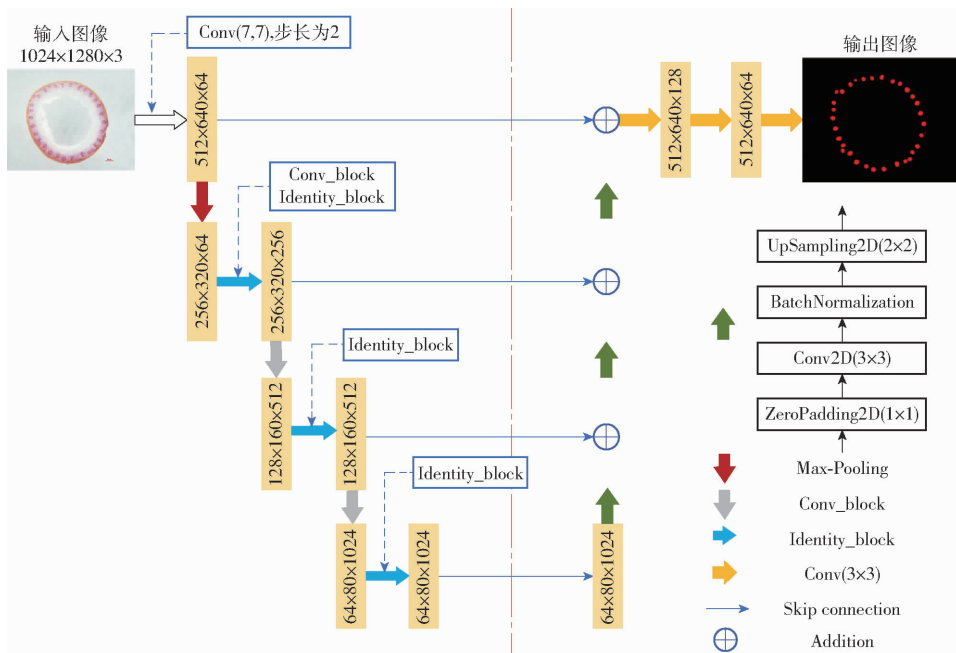 输入图像
1024×1280×3
Conv(7,7),步长为2
512×640×64
512×640×128
512×640×64
输出图像
Conv_block
Identity_block
256×320×64
256×320×256
UpSampling2D(2×2)
BatchNormalization
Identity_block
Conv2D(3×3)
128×160×512
128×160×512
ZeroPadding2D(1×1)
Identity_block
Max-Pooling
Conv_block
64×80×1024
64×80×1024
64×80×1024
Identity_block
Conv(3×3)
Skip connection
Addition